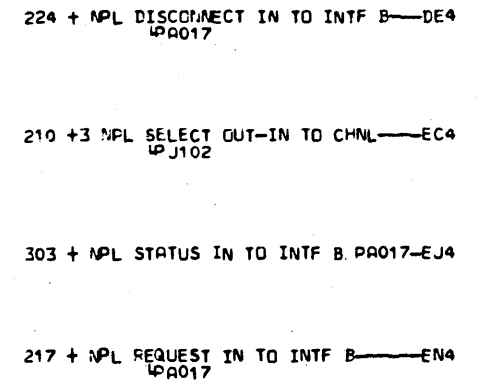 224 + NPL DISCONNECT IN TO INTF B——DE4
PA017
210 +3 NPL SELECT OUT-IN TO CHNL——EC4
J102
303 + NPL STATUS IN TO INTF B. PA017-EJ4
217 + NPL REQUEST IN TO INTF B——EN4
PA017